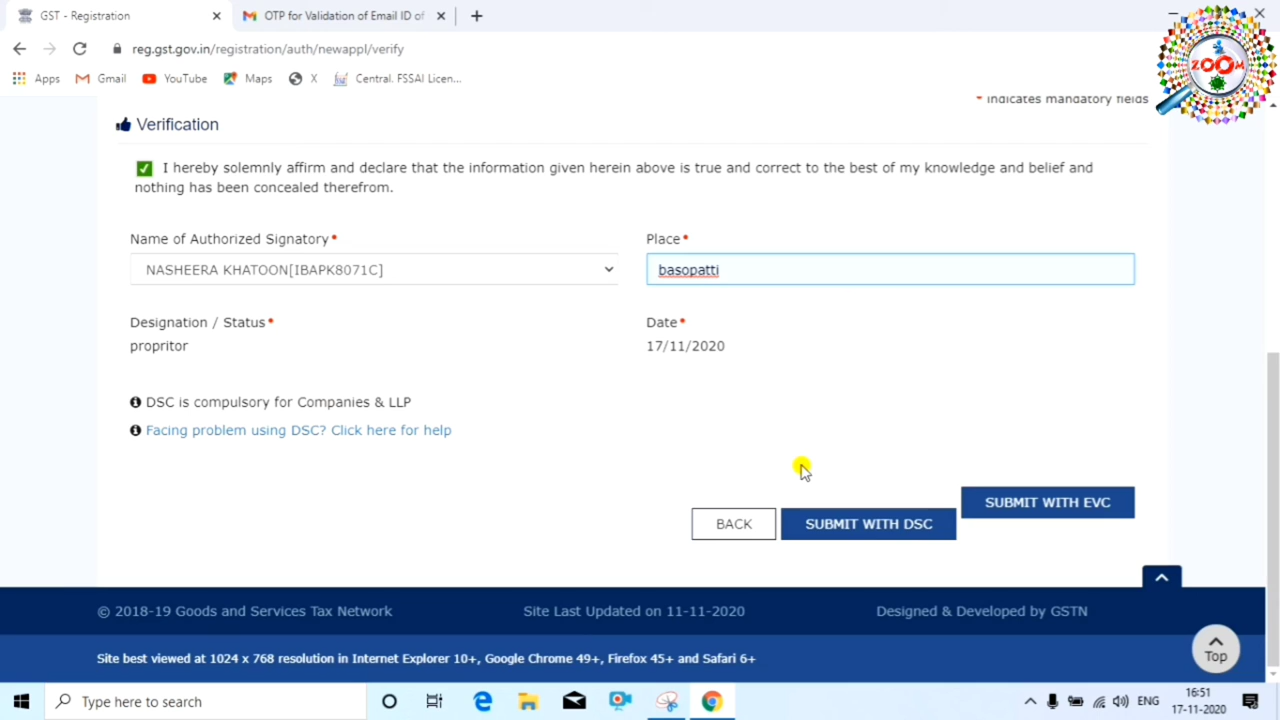 GST - Registration
OTP for Validation of Email ID of
reg.gst.gov.in/registration/auth/newappl/verify
Apps Gmail YouTube Maps X Central. FSSAI Licen...
ZOOM
* indicates mandatory fields
Verification
I hereby solemnly affirm and declare that the information given herein above is true and correct to the best of my knowledge and belief and
nothing has been concealed therefrom.
Name of Authorized Signatory* Place*
NASHEERA KHATOON[IBAPK8071C] basopatti
Designation / Status* Date*
propritor 17/11/2020
DSC is compulsory for Companies & LLP
Facing problem using DSC? Click here for help
BACK SUBMIT WITH DSC SUBMIT WITH EVC
© 2018-19 Goods and Services Tax Network Site Last Updated on 11-11-2020 Designed & Developed by GSTN
Site best viewed at 1024 x 768 resolution in Internet Explorer 10+, Google Chrome 49+, Firefox 45+ and Safari 6+
Top
Type here to search ENG 16:51
17-11-2020